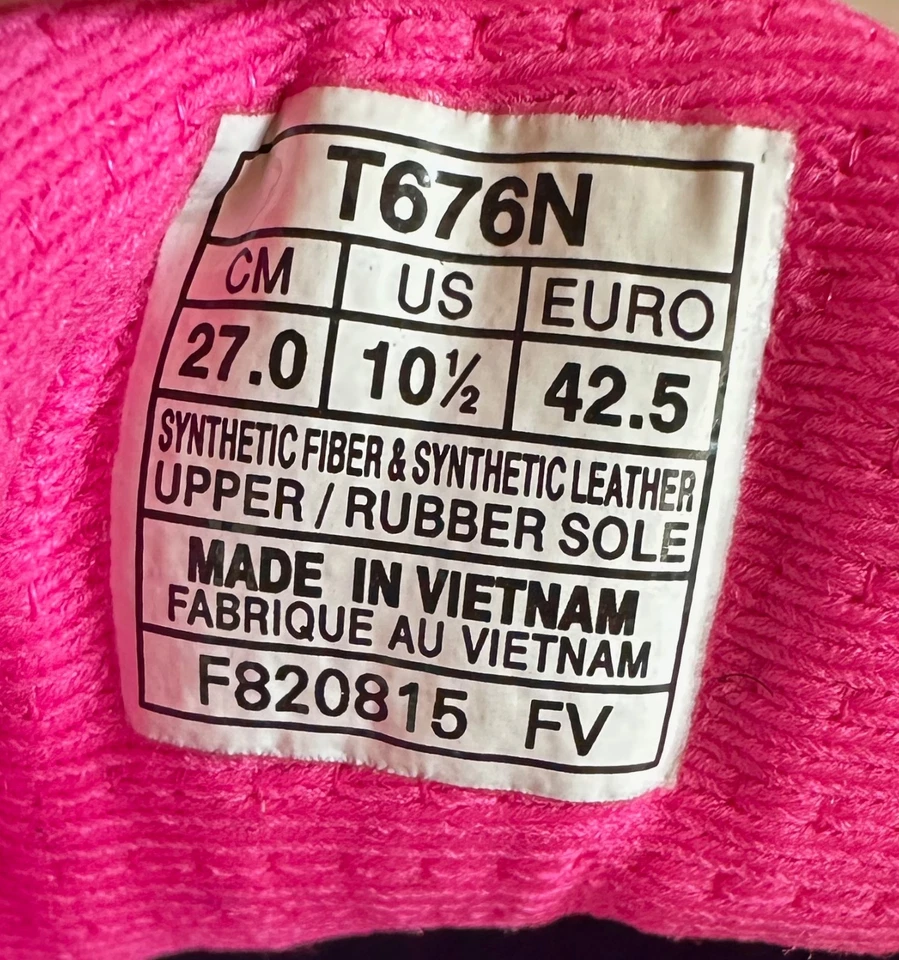 T676N
CM US EURO
27.0 10½ 42.5
SYNTHETIC FIBER & SYNTHETIC LEATHER
UPPER / RUBBER SOLE
MADE IN VIETNAM
FABRIQUE AU VIETNAM
F820815 FV